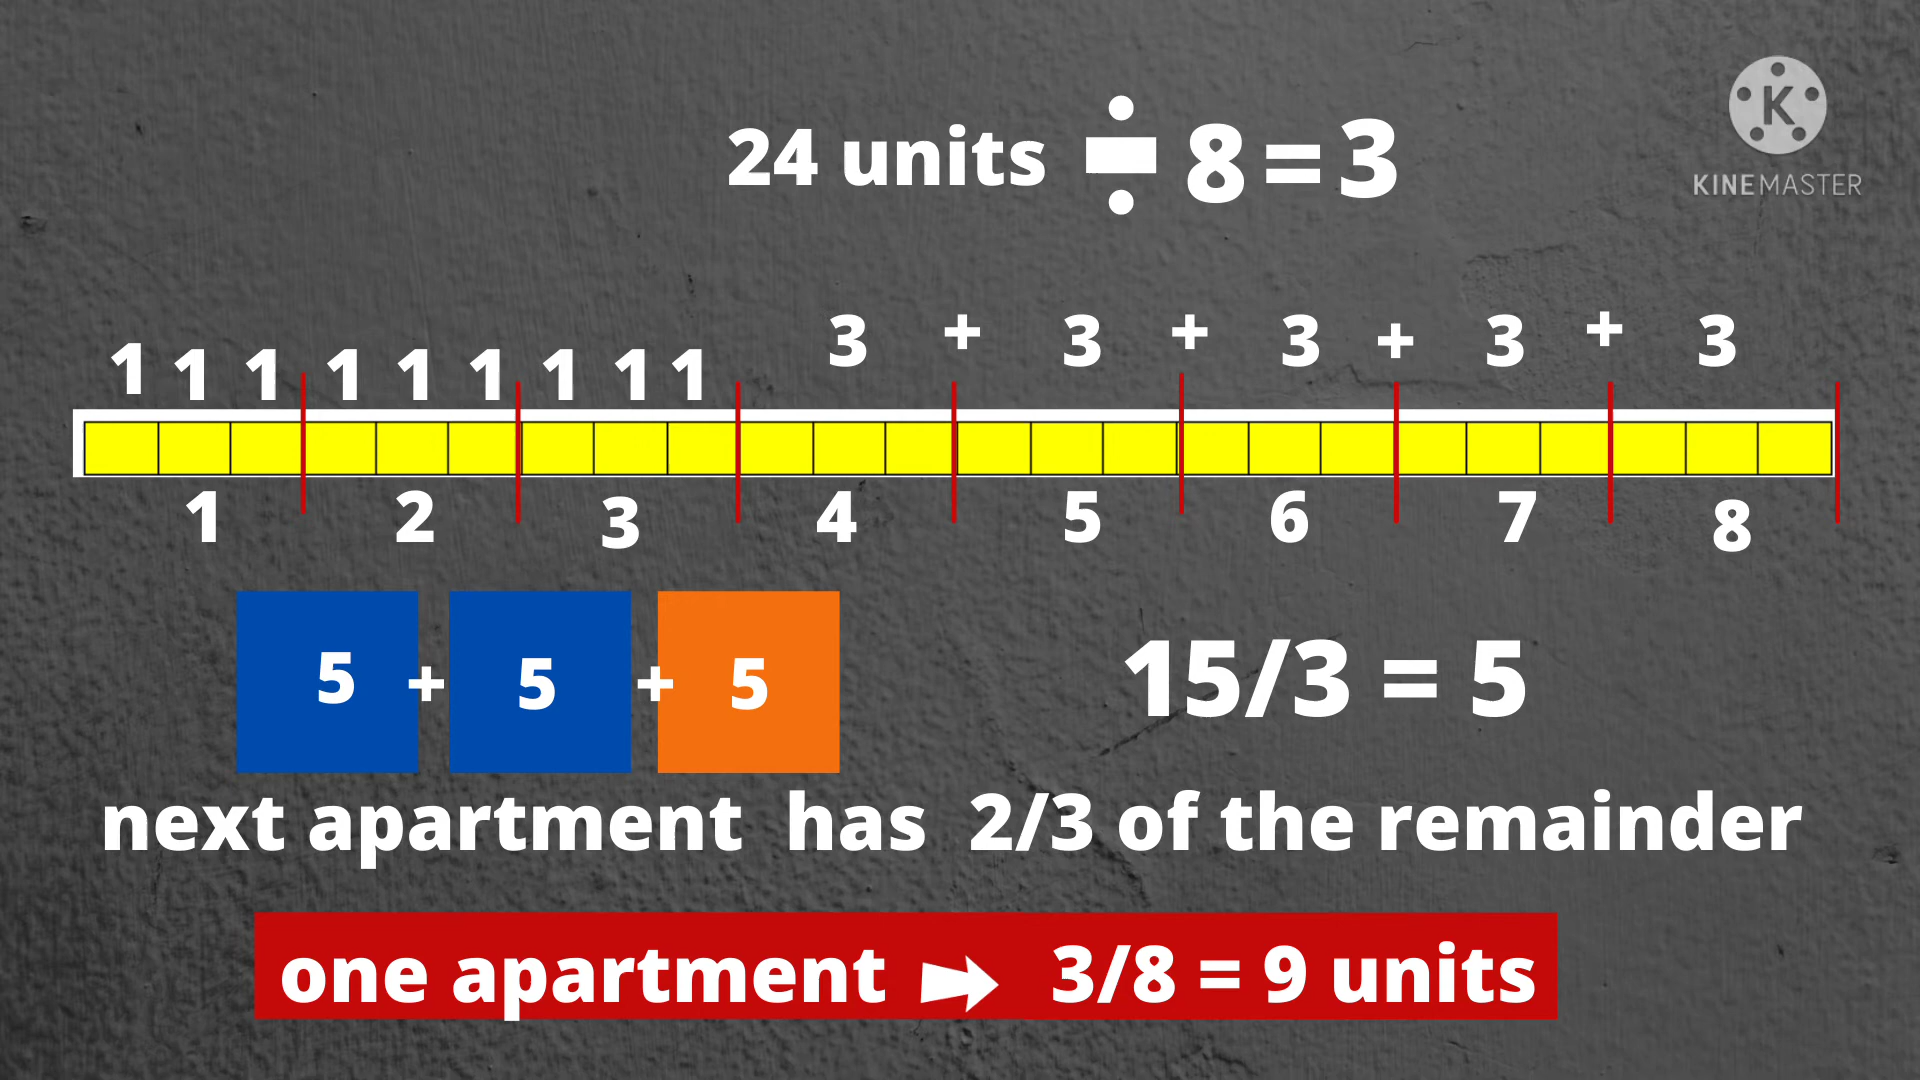 24 units ÷ 8 = 3
KINEMASTER
1 1 1 1 1 1 1 1 1 3 + 3 + 3 + 3 + 3
1 2 3 4 5 6 7 8
5 + 5 + 5
15/3 = 5
next apartment has 2/3 of the remainder
one apartment → 3/8 = 9 units